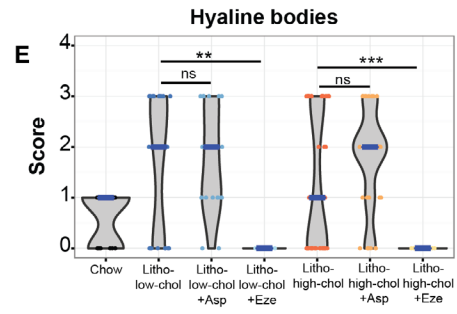 Hyaline bodies
E
Score
4
3
2
1
0
**
ns
***
ns
Chow
Litho-
low-chol
Litho-
low-chol
+Asp
Litho-
low-chol
+Eze
Litho-
high-chol
Litho-
high-chol
+Asp
Litho-
high-chol
+Eze